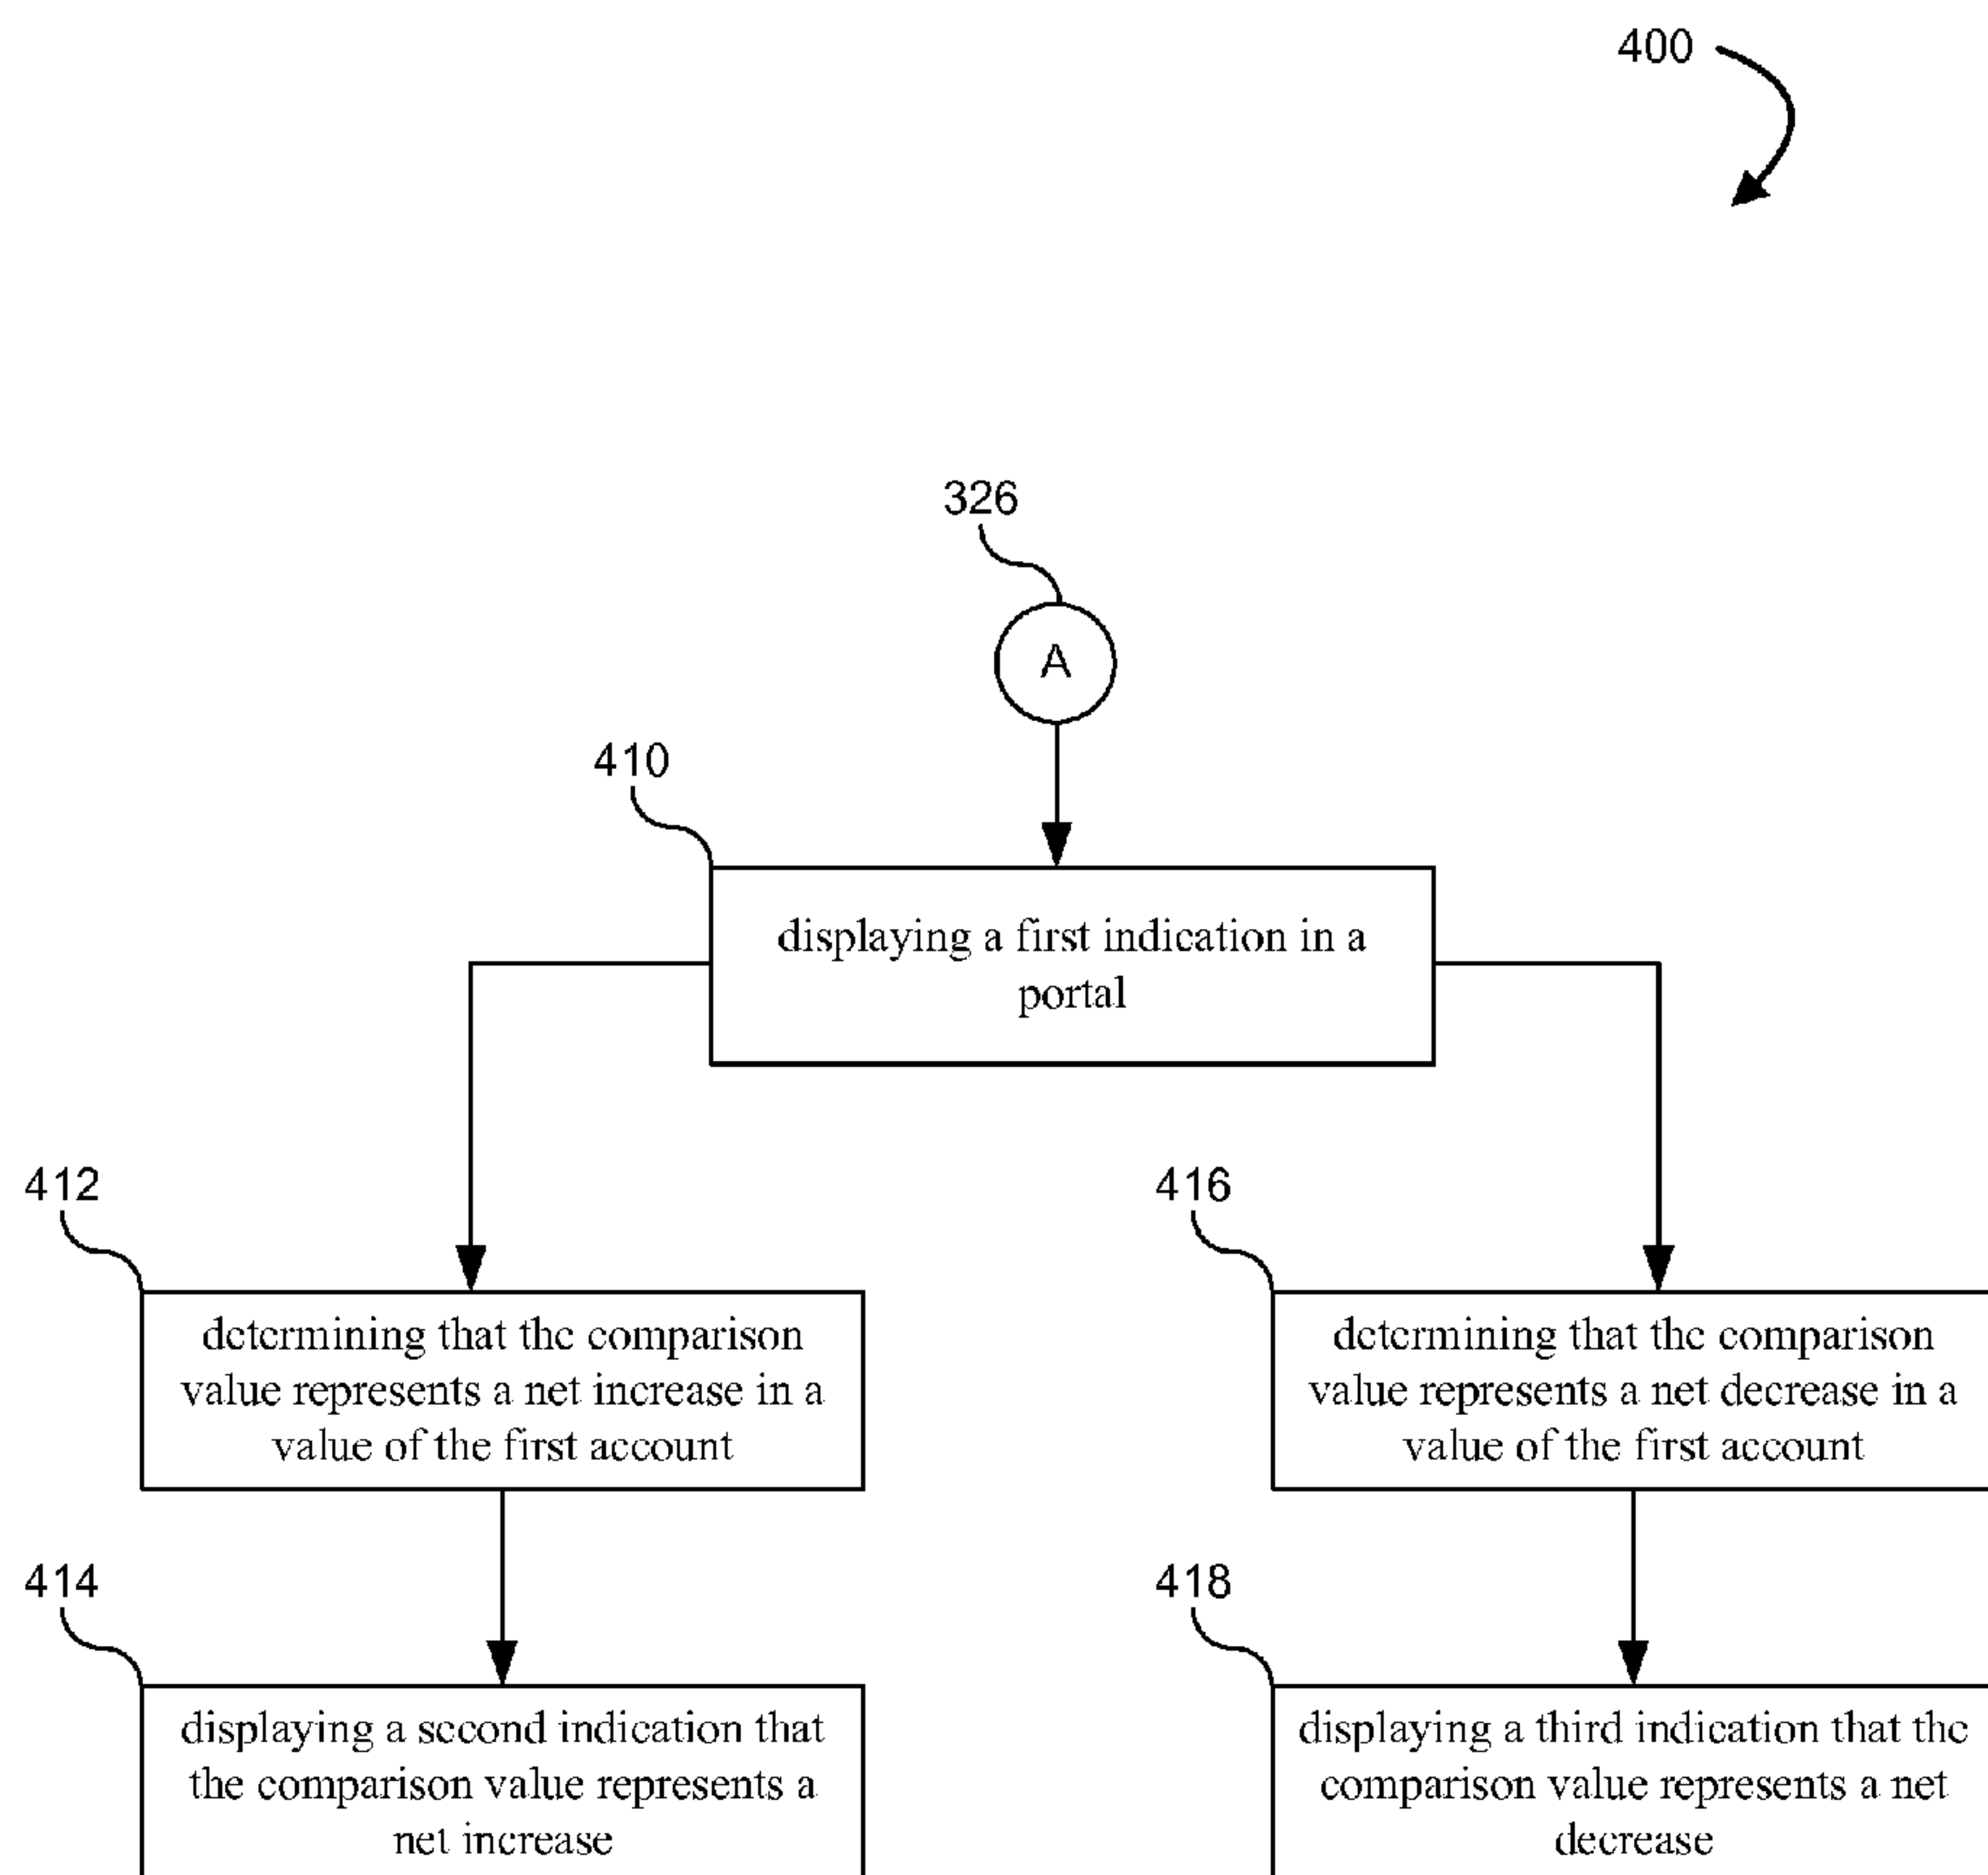 400
326
A
410
displaying a first indication in a
portal
412
determining that the comparison
value represents a net increase in a
value of the first account
416
determining that the comparison
value represents a net decrease in a
value of the first account
414
displaying a second indication that
the comparison value represents a
net increase
418
displaying a third indication that the
comparison value represents a net
decrease